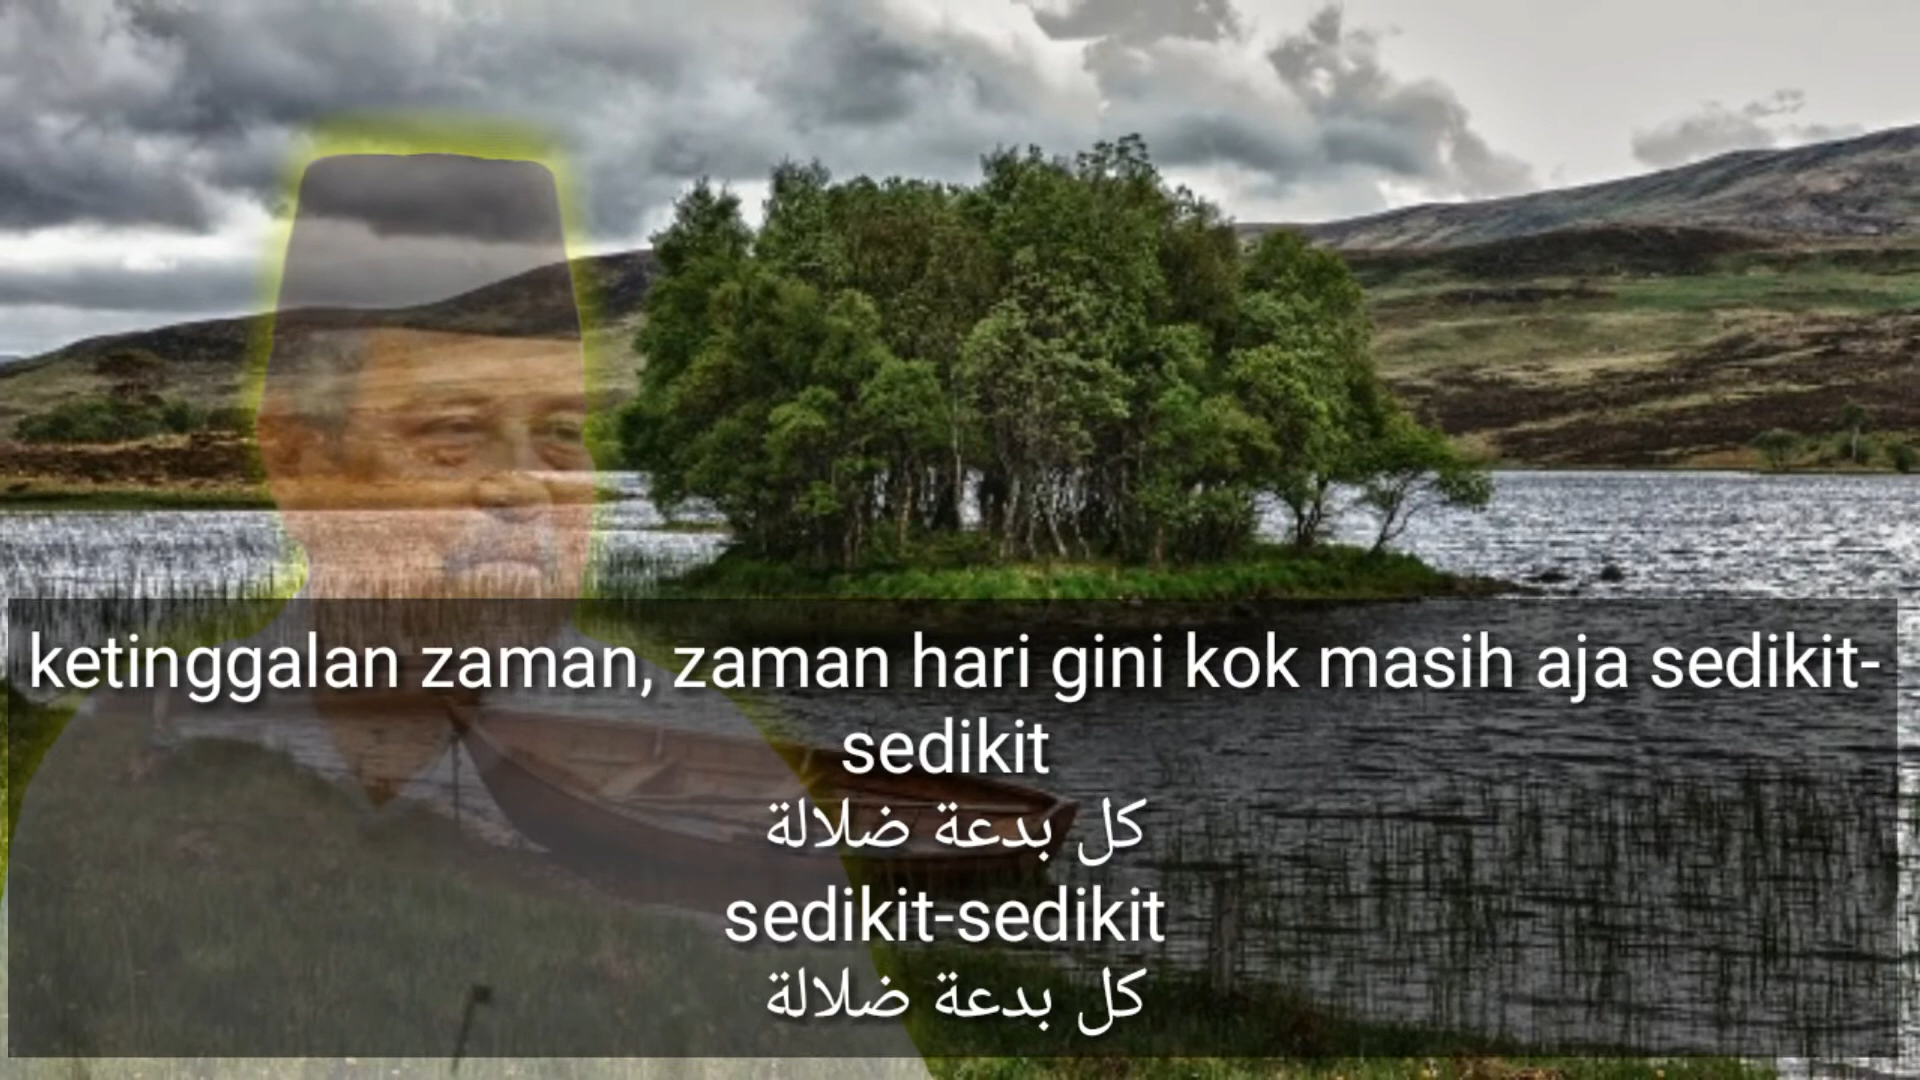 ketinggalan zaman, zaman hari gini kok masih aja sedikit-
sedikit
كل بدعة ضلالة
sedikit-sedikit
كل بدعة ضلالة